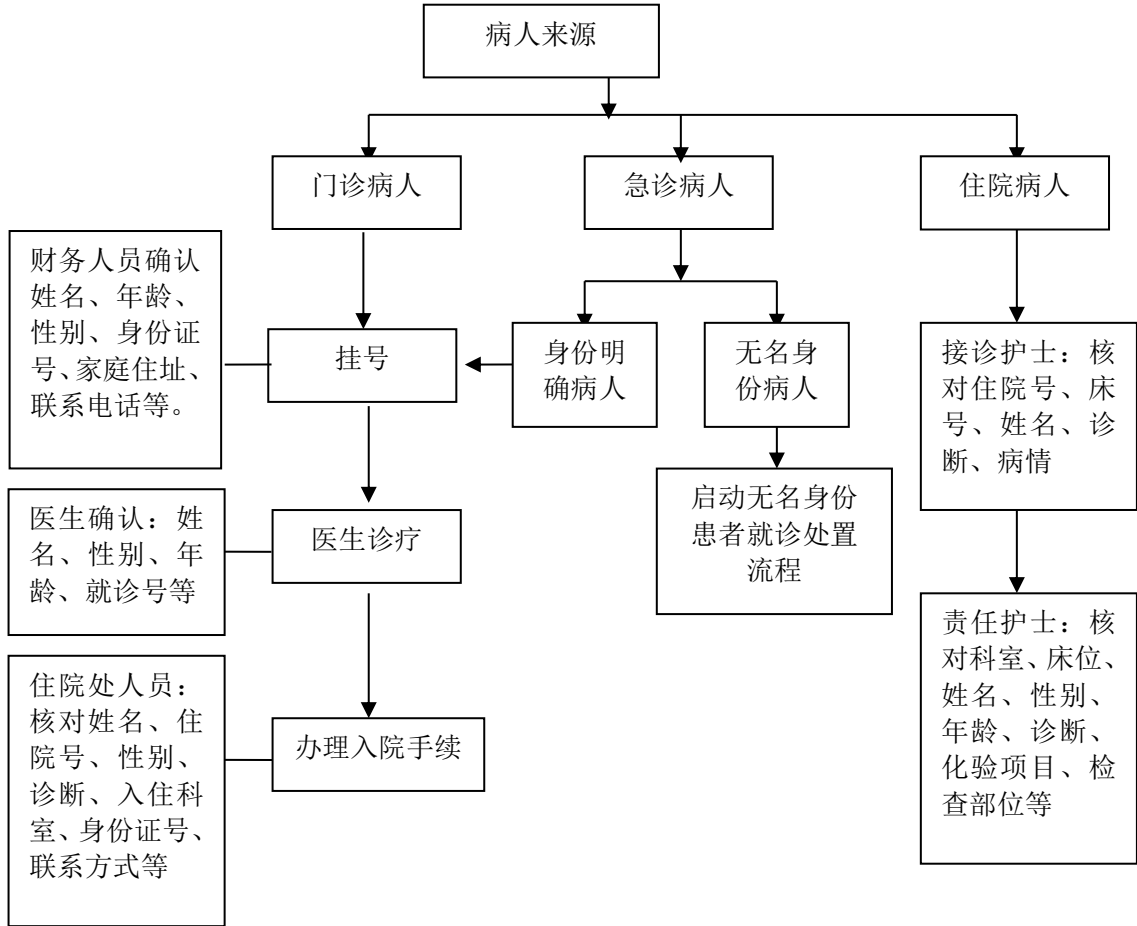 病人来源
门诊病人
急诊病人
住院病人
财务人员确认
姓名、年龄、
性别、身份证
号、家庭住址、
联系电话等。
挂号
身份明
确病人
无名身
份病人
接诊护士：核
对住院号、床
号、姓名、诊
断、病情
医生确认：姓
名、性别、年
龄、就诊号等
医生诊疗
启动无名身份
患者就诊处置
流程
责任护士：核
对科室、床位、
姓名、性别、
年龄、诊断、
化验项目、检
查部位等
住院处人员：
核对姓名、住
院号、性别、
诊断、入住科
室、身份证号、
联系方式等
办理入院手续